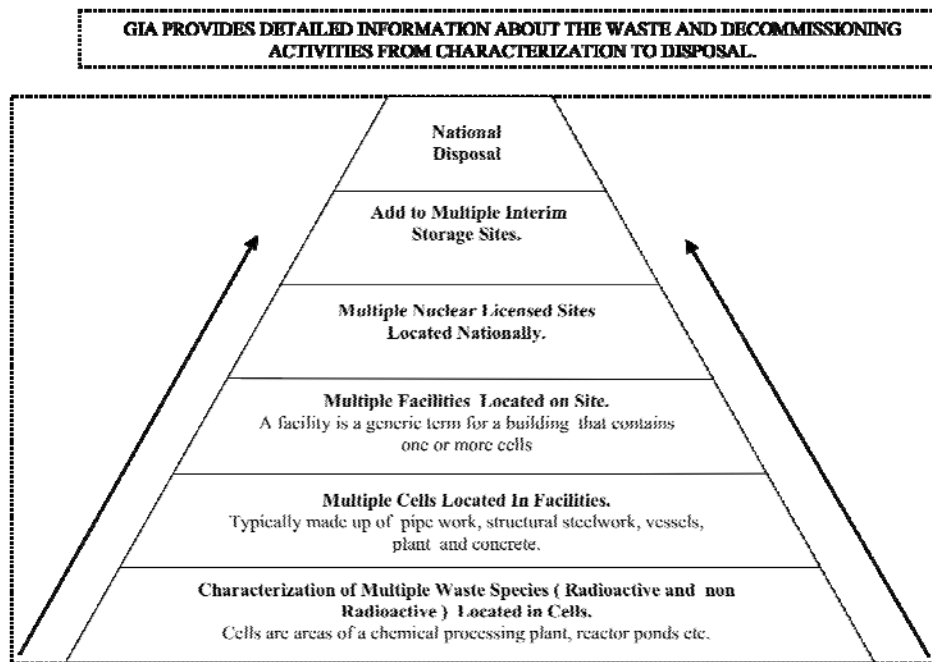 GIA PROVIDES DETAILED INFORMATION ABOUT THE WASTE AND DECOMMISSIONING
ACTIVITIES FROM CHARACTERIZATION TO DISPOSAL.
National
Disposal
Add to Multiple Interim
Storage Sites.
Multiple Nuclear Licensed Sites
Located Nationally.
Multiple Facilities Located on Site.
A facility is a generic term for a building that contains
one or more cells
Multiple Cells Located In Facilities.
Typically made up of pipe work, structural steelwork, vessels,
plant and concrete.
Characterization of Multiple Waste Species ( Radioactive and non
Radioactive ) Located in Cells.
Cells are areas of a chemical processing plant, reactor ponds etc.